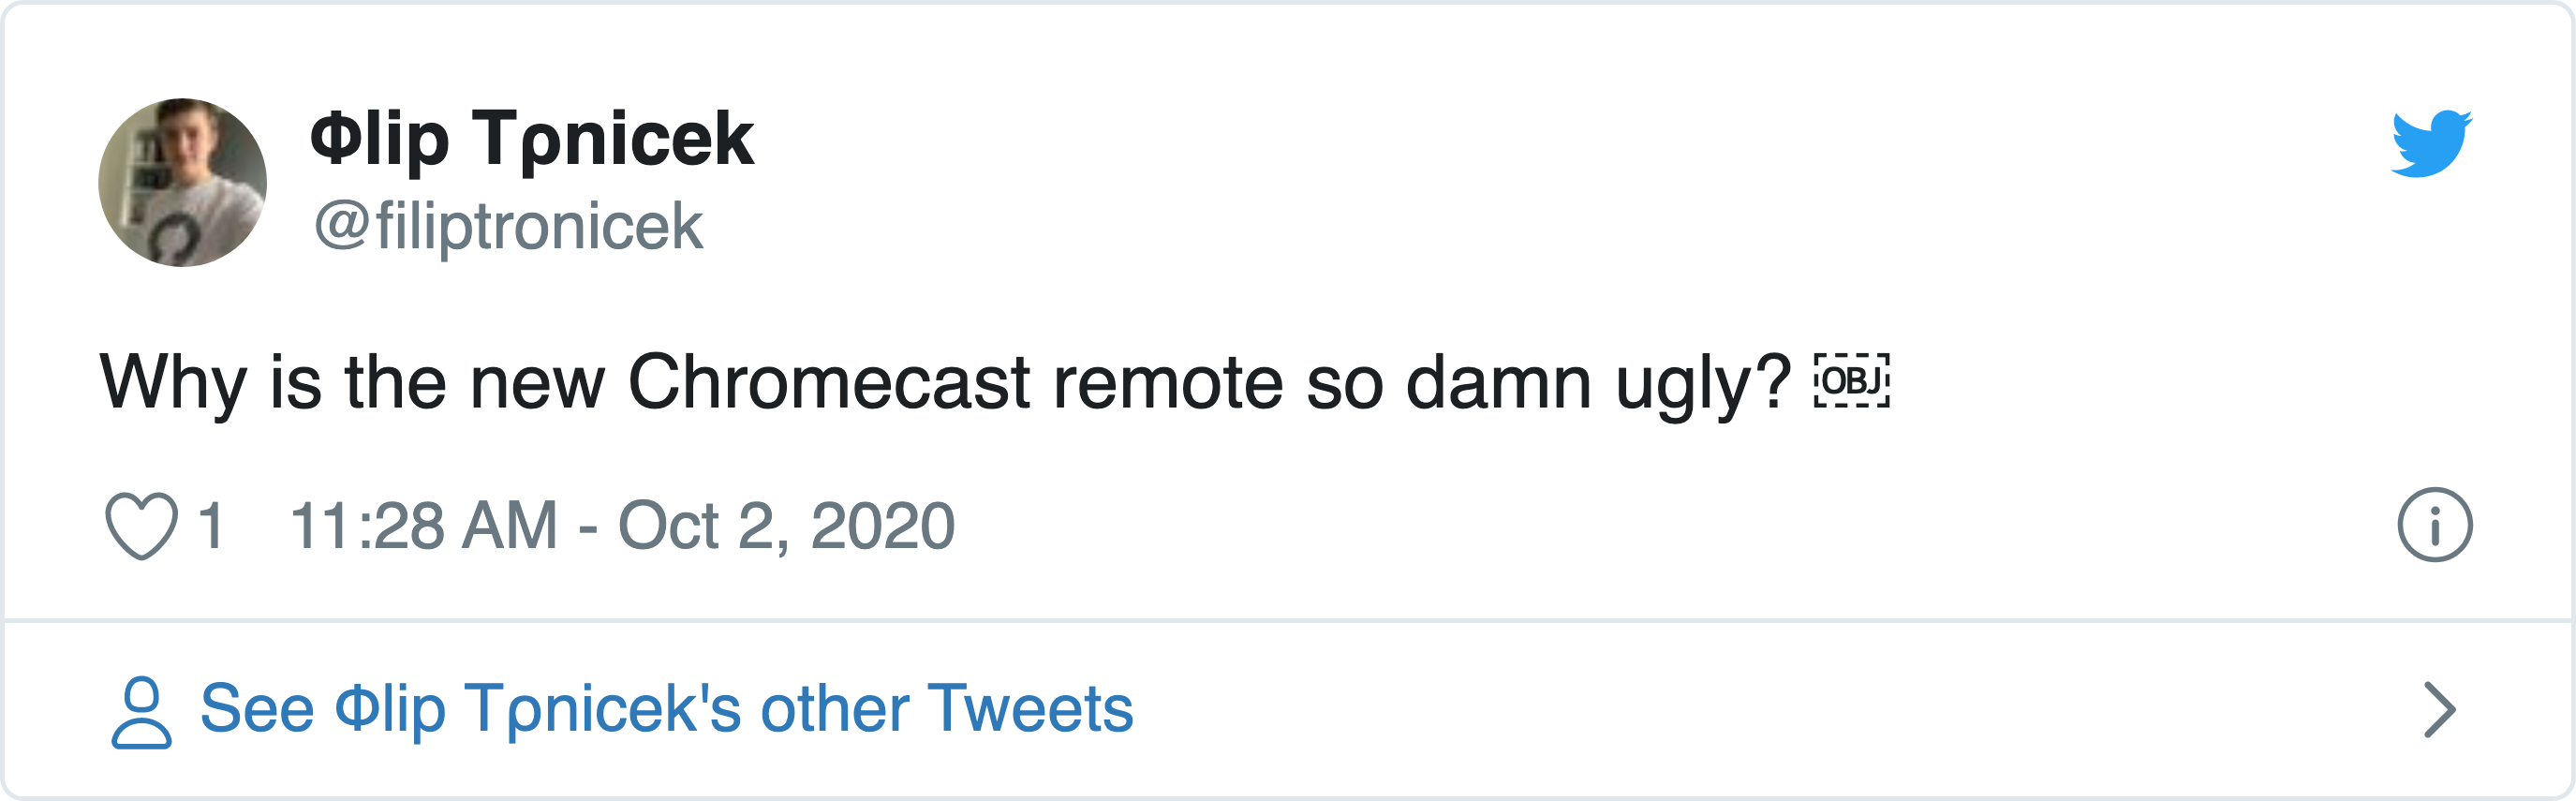 Φlip Tρnicek
@filiptronicek
Why is the new Chromecast remote so damn ugly? ￼
1 11:28 AM - Oct 2, 2020
See Φlip Tρnicek's other Tweets